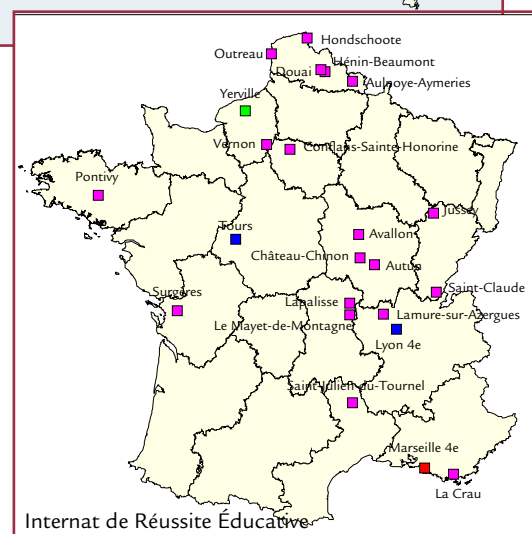 Hondschoote
Outreau
Hénin-Beaumont
Douai
Aulnoye-Aymeries
Yerville
Vernon
Conflans-Sainte-Honorine
Pontivy
Jussey
Tours
Avallon
Château-Chinon
Autun
Saint-Claude
Surgères
Lapalisse
Lamure-sur-Azergues
Le Mayet-de-Montagne
Lyon 4e
Saint-Julien-du-Tournel
Marseille 4e
La Crau
Internat de Réussite Éducative